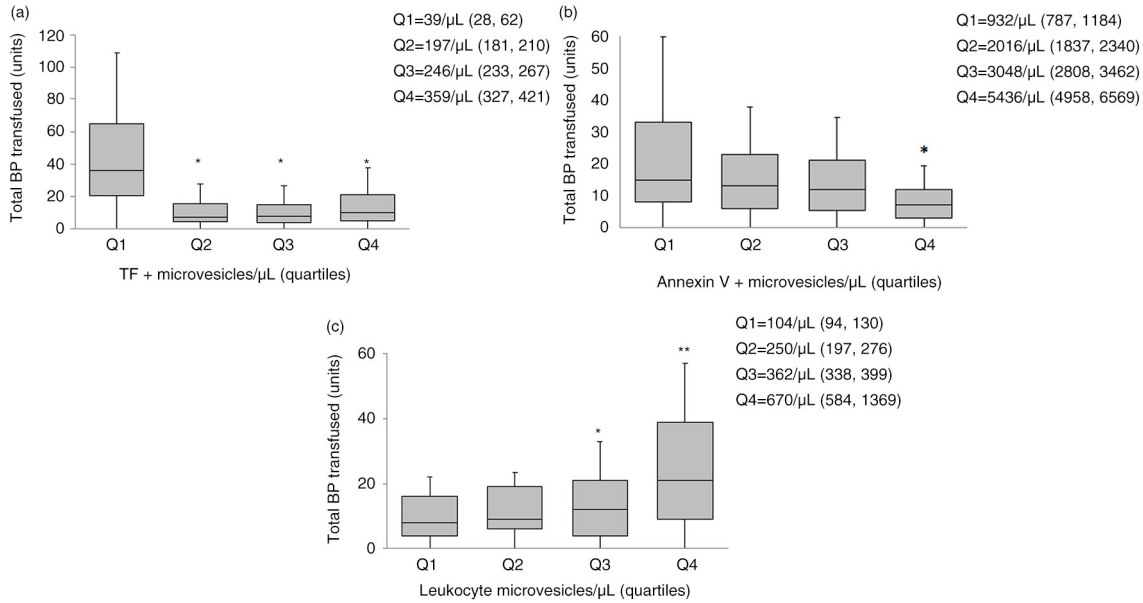 (a)
Q1=39/µL (28, 62)
Q2=197/µL (181, 210)
Q3=246/µL (233, 267)
Q4=359/µL (327, 421)
Total BP transfused (units)
120
100
80
60
40
20
0
* * *
Q1 Q2 Q3 Q4
TF + microvesicles/µL (quartiles)
(b)
Q1=932/µL (787, 1184)
Q2=2016/µL (1837, 2340)
Q3=3048/µL (2808, 3462)
Q4=5436/µL (4958, 6569)
Total BP transfused (units)
60
50
40
30
20
10
0
*
Q1 Q2 Q3 Q4
Annexin V + microvesicles/µL (quartiles)
(c)
Q1=104/µL (94, 130)
Q2=250/µL (197, 276)
Q3=362/µL (338, 399)
Q4=670/µL (584, 1369)
Total BP transfused (units)
60
40
20
0
* **
Q1 Q2 Q3 Q4
Leukocyte microvesicles/µL (quartiles)